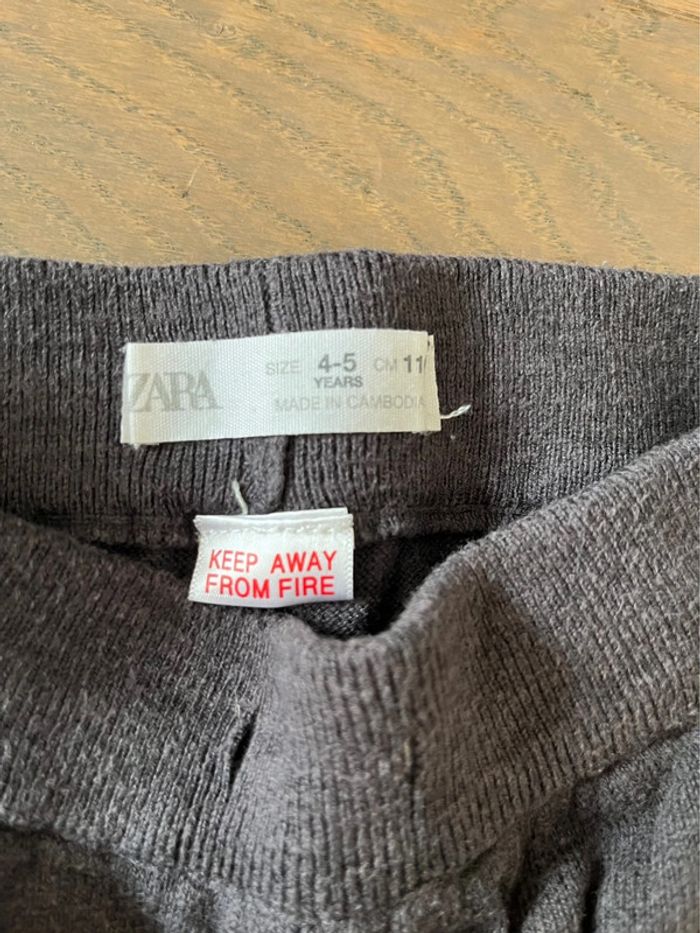 ZARA
SIZE 4-5 CM 11
YEARS
MADE IN CAMBODIA
KEEP AWAY
FROM FIRE